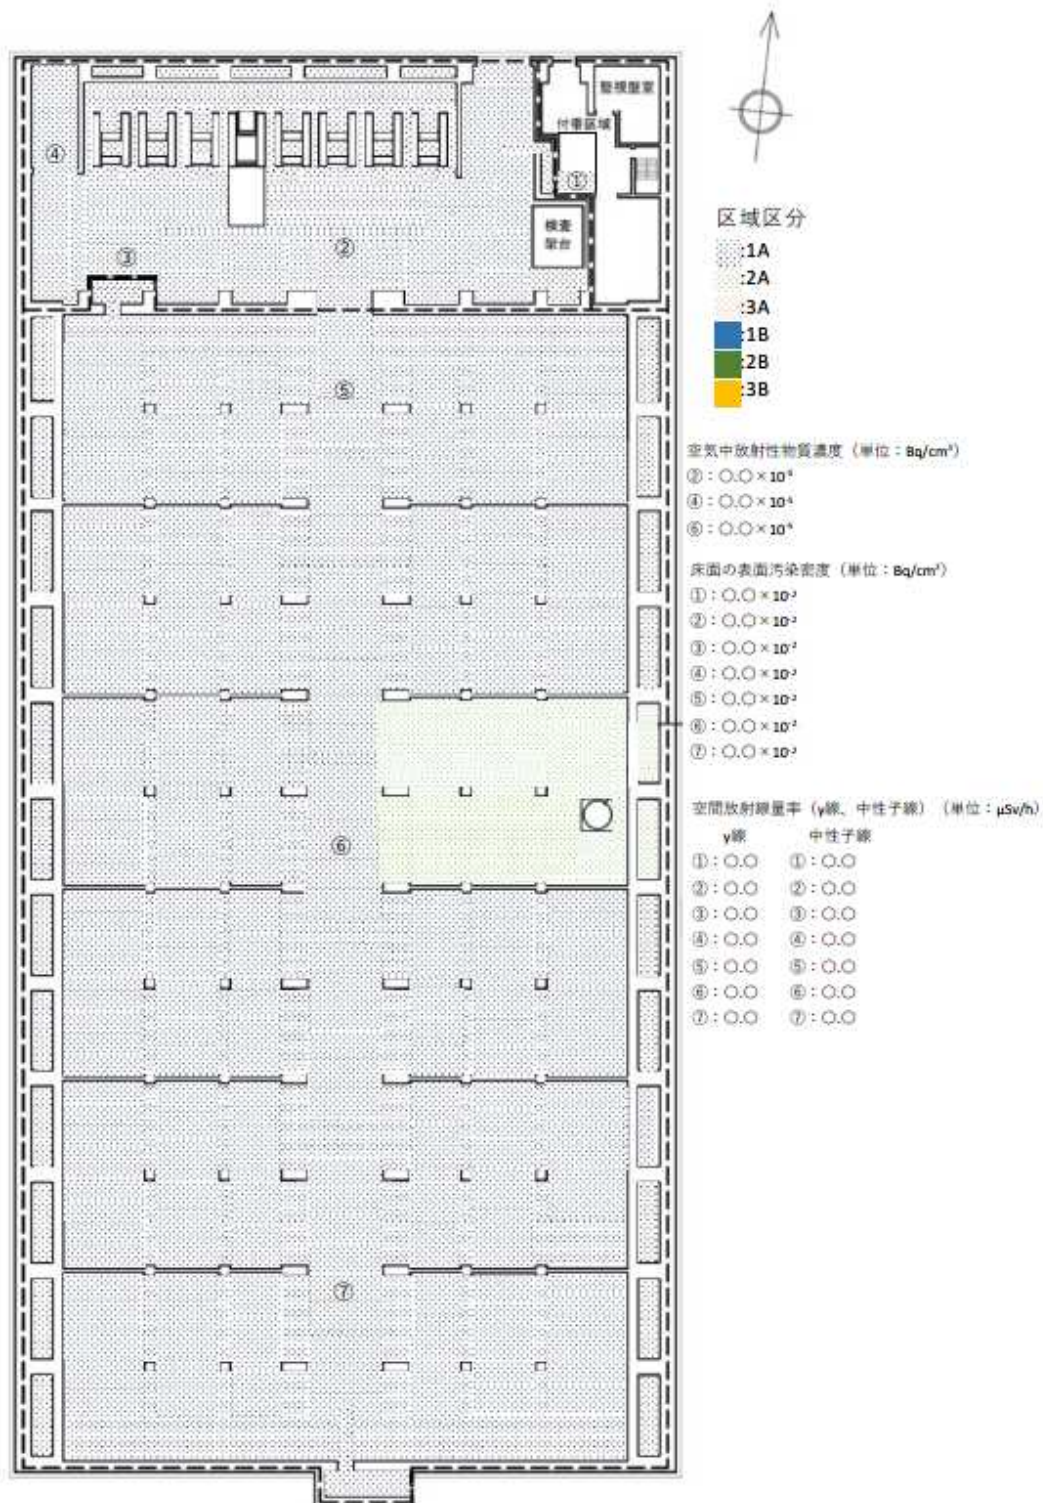 監視盤室
付帯区域
④
①
検査
架台
②
③
⑤
⑥
⑦
区域区分
:1A
:2A
:3A
:1B
:2B
:3B
空気中放射性物質濃度（単位：Bq/cm³）
②：〇.〇×10
④：〇.〇×10
⑥：〇.〇×10
床面の表面汚染密度（単位：Bq/cm²）
①：〇.〇×10
②：〇.〇×10
③：〇.〇×10
④：〇.〇×10
⑤：〇.〇×10
⑥：〇.〇×10
⑦：〇.〇×10
空間放射線量率（γ線、中性子線）（単位：μSv/h）
γ線 中性子線
①：〇.〇 ①：〇.〇
②：〇.〇 ②：〇.〇
③：〇.〇 ③：〇.〇
④：〇.〇 ④：〇.〇
⑤：〇.〇 ⑤：〇.〇
⑥：〇.〇 ⑥：〇.〇
⑦：〇.〇 ⑦：〇.〇